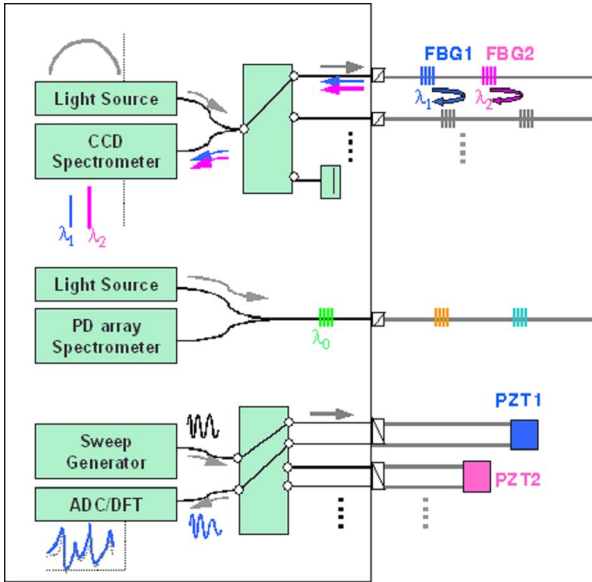 FBG1 FBG2
Light Source
λ1 λ2
CCD
Spectrometer
λ1 λ2
Light Source
PD array
Spectrometer
λ0
PZT1
Sweep
Generator
PZT2
ADC/DFT